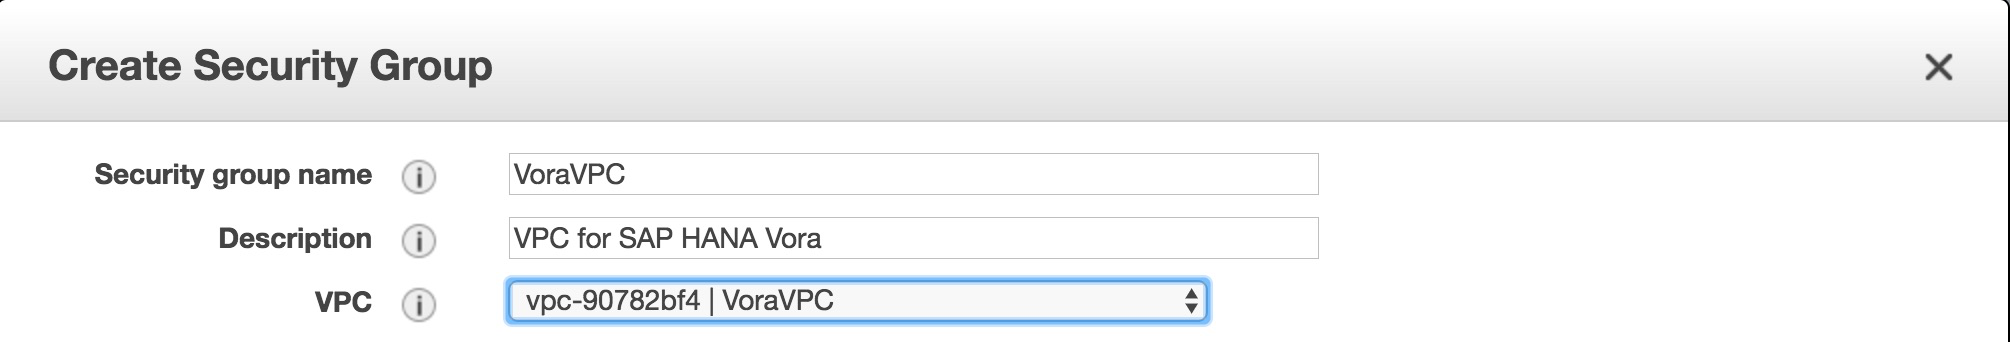 Create Security Group
Security group name VoraVPC
Description VPC for SAP HANA Vora
VPC vpc-90782bf4 | VoraVPC